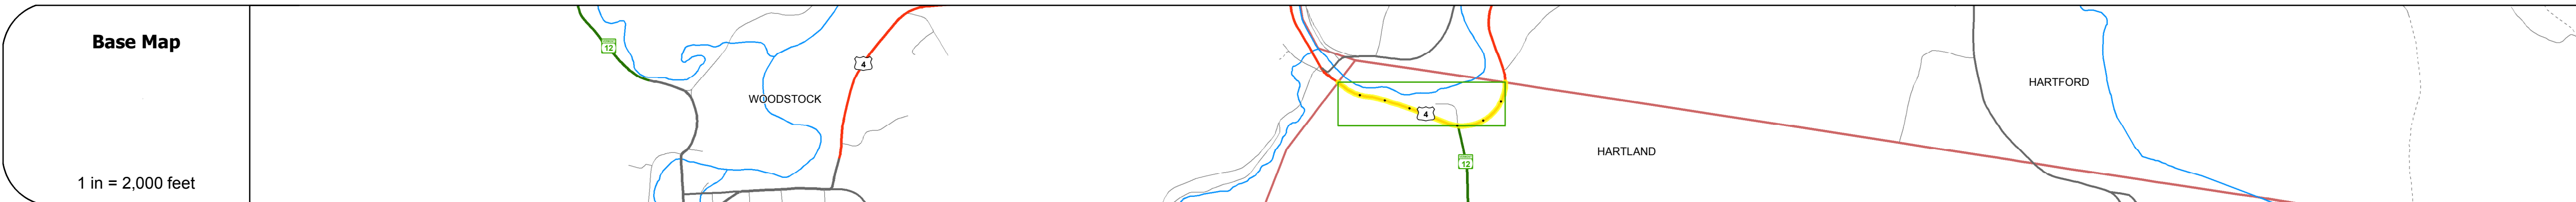 Base Map
1 in = 2,000 feet
12
4
WOODSTOCK
4
12
HARTLAND
HARTFORD